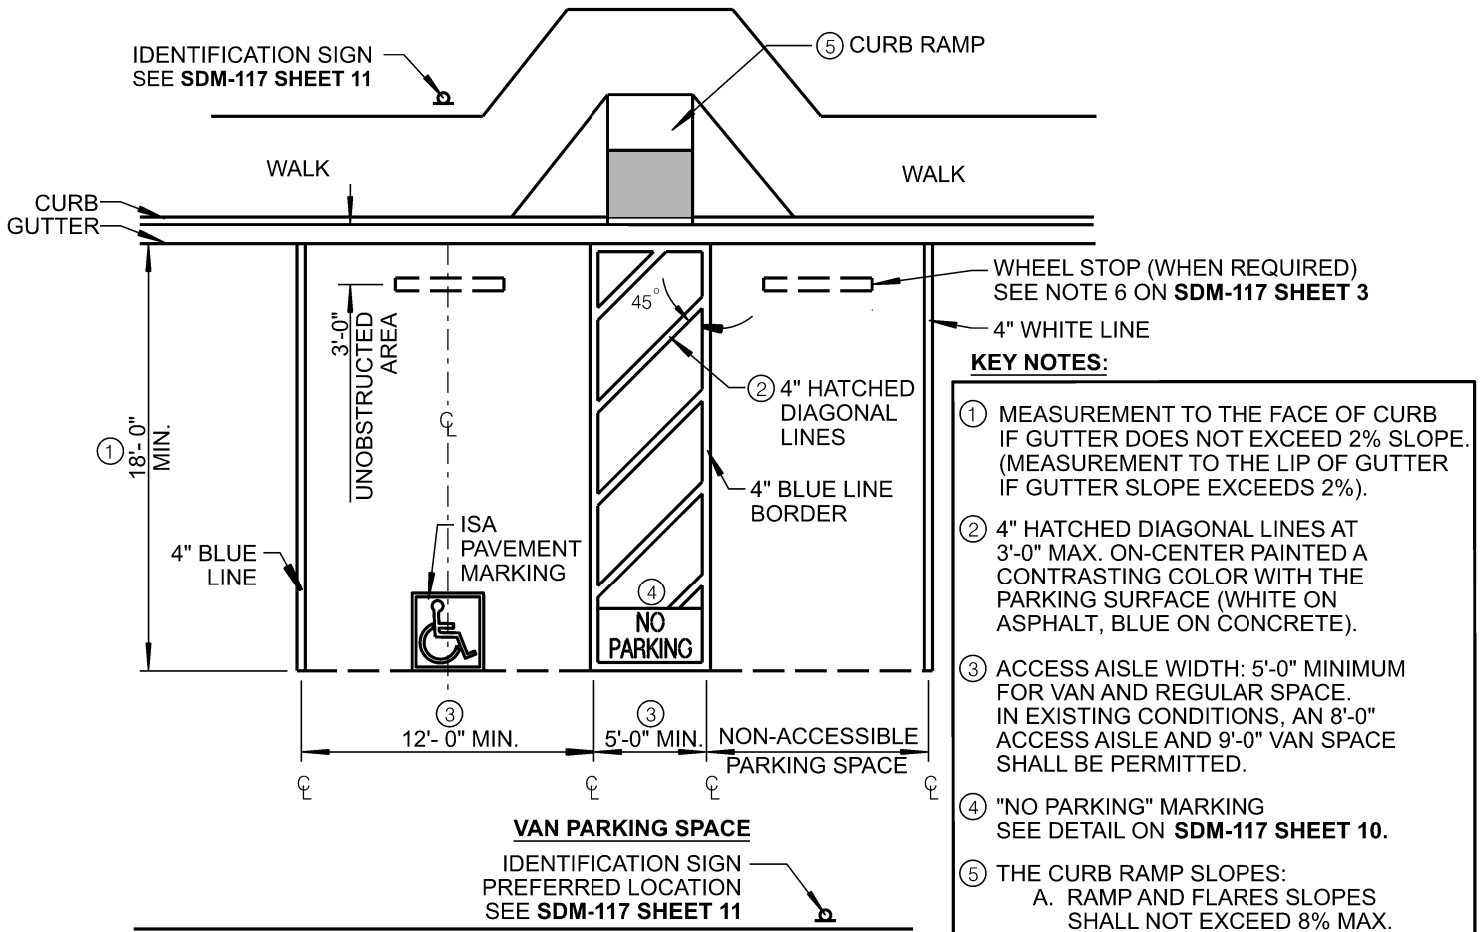 IDENTIFICATION SIGN
SEE SDM-117 SHEET 11
5 CURB RAMP
WALK
WALK
CURB
GUTTER
WHEEL STOP (WHEN REQUIRED)
SEE NOTE 6 ON SDM-117 SHEET 3
45°
4" WHITE LINE
3'-0"
UNOBSTRUCTED
AREA
2 4" HATCHED
DIAGONAL
LINES
℄
1 18'- 0"
MIN.
4" BLUE LINE
BORDER
ISA
PAVEMENT
MARKING
4" BLUE
LINE
4
NO
PARKING
3
12'- 0" MIN.
3
5'-0" MIN.
NON-ACCESSIBLE
PARKING SPACE
℄ ℄ ℄ ℄
VAN PARKING SPACE
IDENTIFICATION SIGN
PREFERRED LOCATION
SEE SDM-117 SHEET 11
KEY NOTES:
1 MEASUREMENT TO THE FACE OF CURB
IF GUTTER DOES NOT EXCEED 2% SLOPE.
(MEASUREMENT TO THE LIP OF GUTTER
IF GUTTER SLOPE EXCEEDS 2%).
2 4" HATCHED DIAGONAL LINES AT
3'-0" MAX. ON-CENTER PAINTED A
CONTRASTING COLOR WITH THE
PARKING SURFACE (WHITE ON
ASPHALT, BLUE ON CONCRETE).
3 ACCESS AISLE WIDTH: 5'-0" MINIMUM
FOR VAN AND REGULAR SPACE.
IN EXISTING CONDITIONS, AN 8'-0"
ACCESS AISLE AND 9'-0" VAN SPACE
SHALL BE PERMITTED.
4 "NO PARKING" MARKING
SEE DETAIL ON SDM-117 SHEET 10.
5 THE CURB RAMP SLOPES:
A. RAMP AND FLARES SLOPES
SHALL NOT EXCEED 8% MAX.